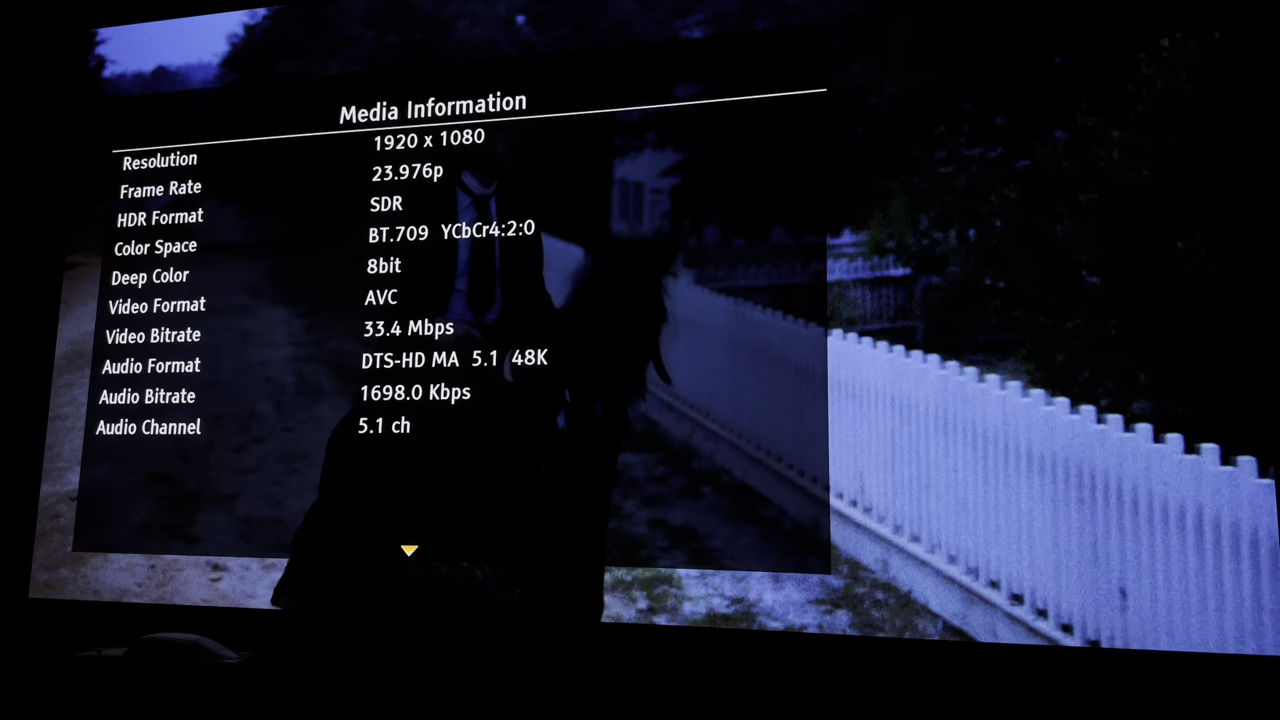 Media Information
Resolution 1920 x 1080
Frame Rate 23.976p
HDR Format SDR
Color Space BT.709 YCbCr4:2:0
Deep Color 8bit
Video Format AVC
Video Bitrate 33.4 Mbps
Audio Format DTS-HD MA 5.1 48K
Audio Bitrate 1698.0 Kbps
Audio Channel 5.1 ch